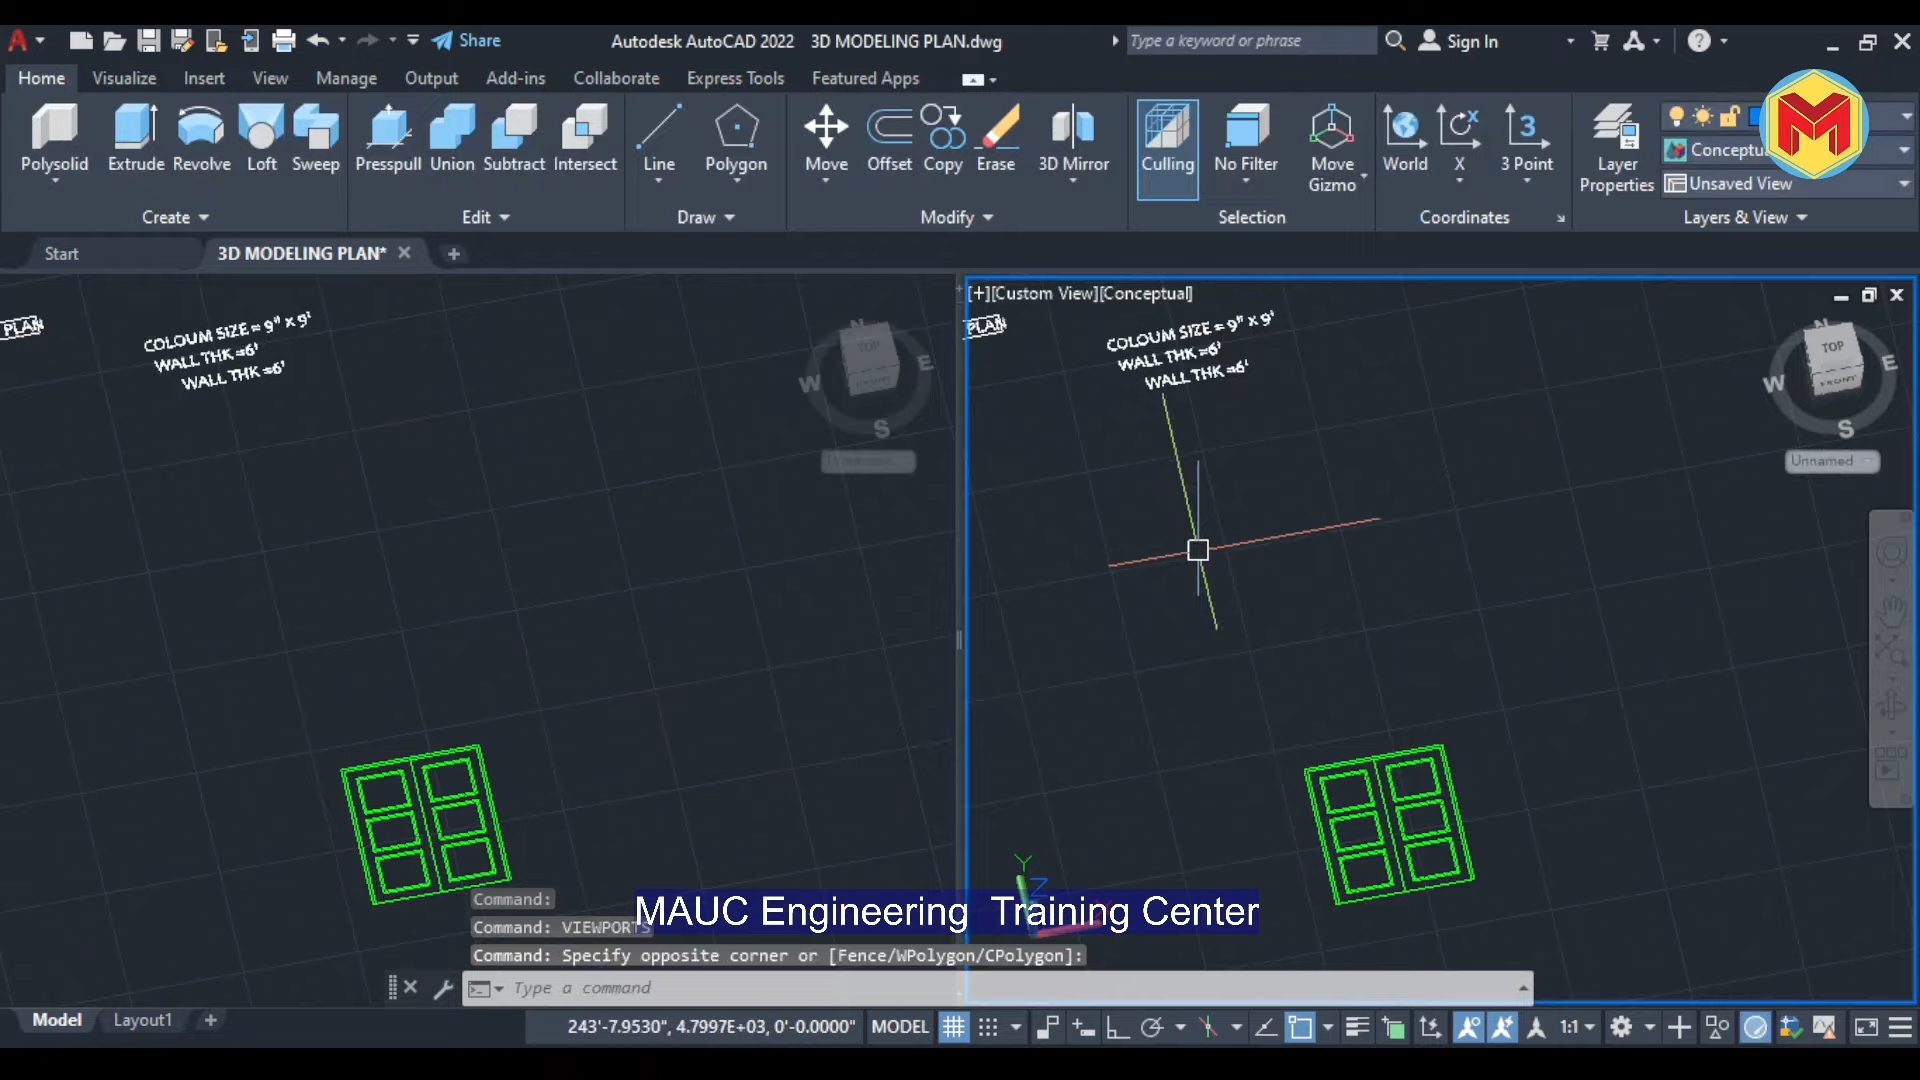 Share
Autodesk AutoCAD 2022 3D MODELING PLAN.dwg
Type a keyword or phrase
Sign In
Home Visualize Insert View Manage Output Add-ins Collaborate Express Tools Featured Apps
Polysolid Extrude Revolve Loft Sweep Presspull Union Subtract Intersect Line Polygon Move Offset Copy Erase 3D Mirror Culling No Filter Move Gizmo World X 3 Point Layer Properties
Unsaved View
Create Edit Draw Modify Selection Coordinates Layers & View
Start 3D MODELING PLAN*
[+][Custom View][Conceptual]
PLAN
COLOUM SIZE = 9" X 9'
WALL THK =6'
WALL THK =6'
TOP
W E S
PLAN
COLOUM SIZE = 9" X 9'
WALL THK =6'
WALL THK =6'
N
TOP
FRONT
W E S
Unnamed
Y
Z
Command:
Command: VIEWPORTS
MAUC Engineering Training Center
Command: Specify opposite corner or [Fence/WPolygon/CPolygon]:
Type a command
Model Layout1
243'-7.9530", 4.7997E+03, 0'-0.0000" MODEL
1:1